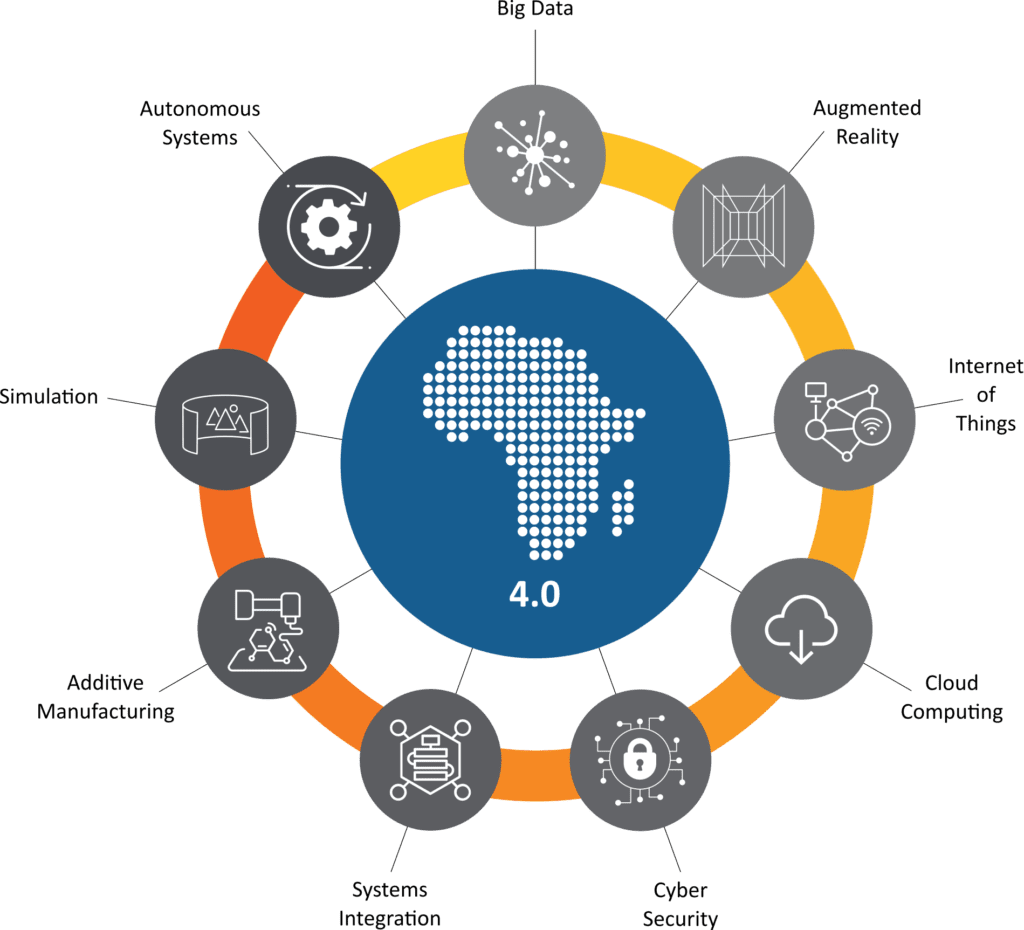 Big Data
Augmented
Reality
Internet
of
Things
Cloud
Computing
Cyber
Security
Systems
Integration
Additive
Manufacturing
Simulation
Autonomous
Systems
4.0